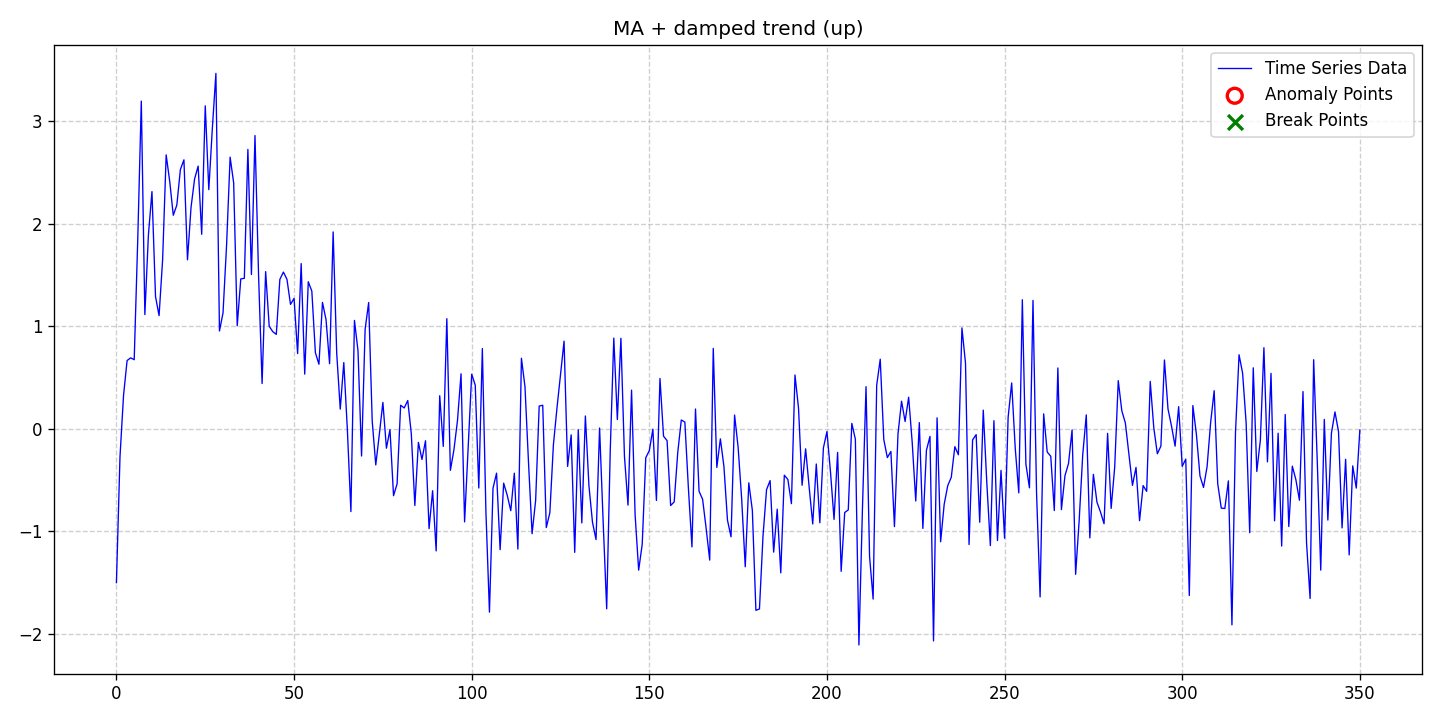 MA + damped trend (up)
Time Series Data
Anomaly Points
Break Points
3
2
1
0
−1
−2
0 50 100 150 200 250 300 350